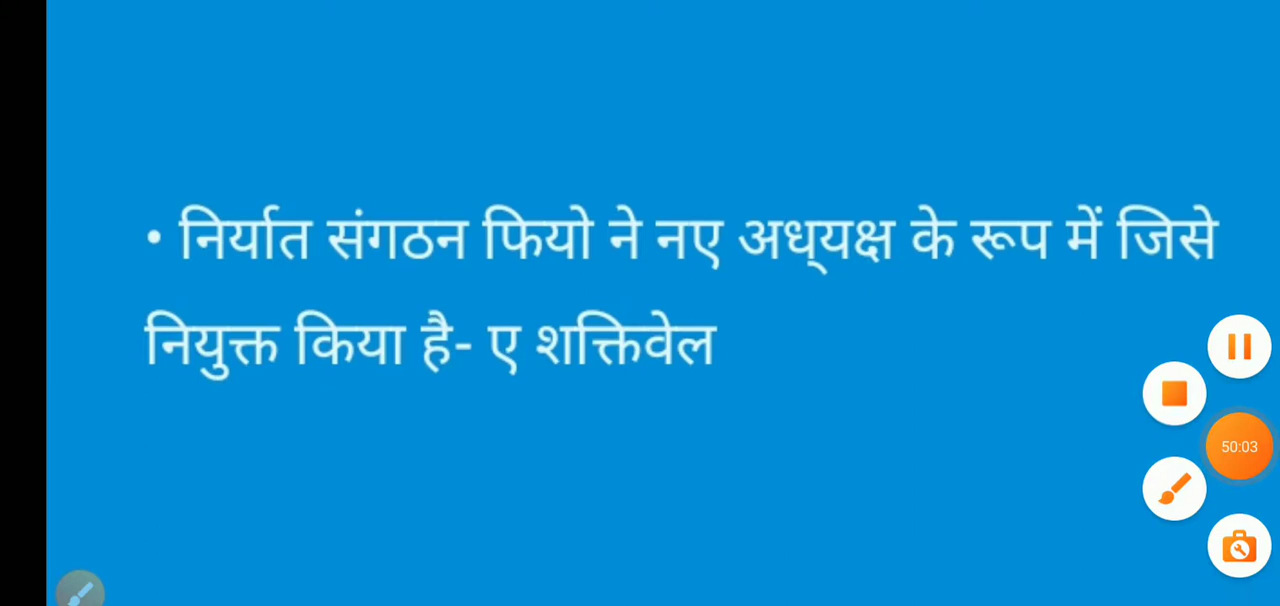 • निर्यात संगठन फियो ने नए अध्‌यक्ष के रूप में जिसे
नियुक्त किया है- ए शक्तिवेल
50:03